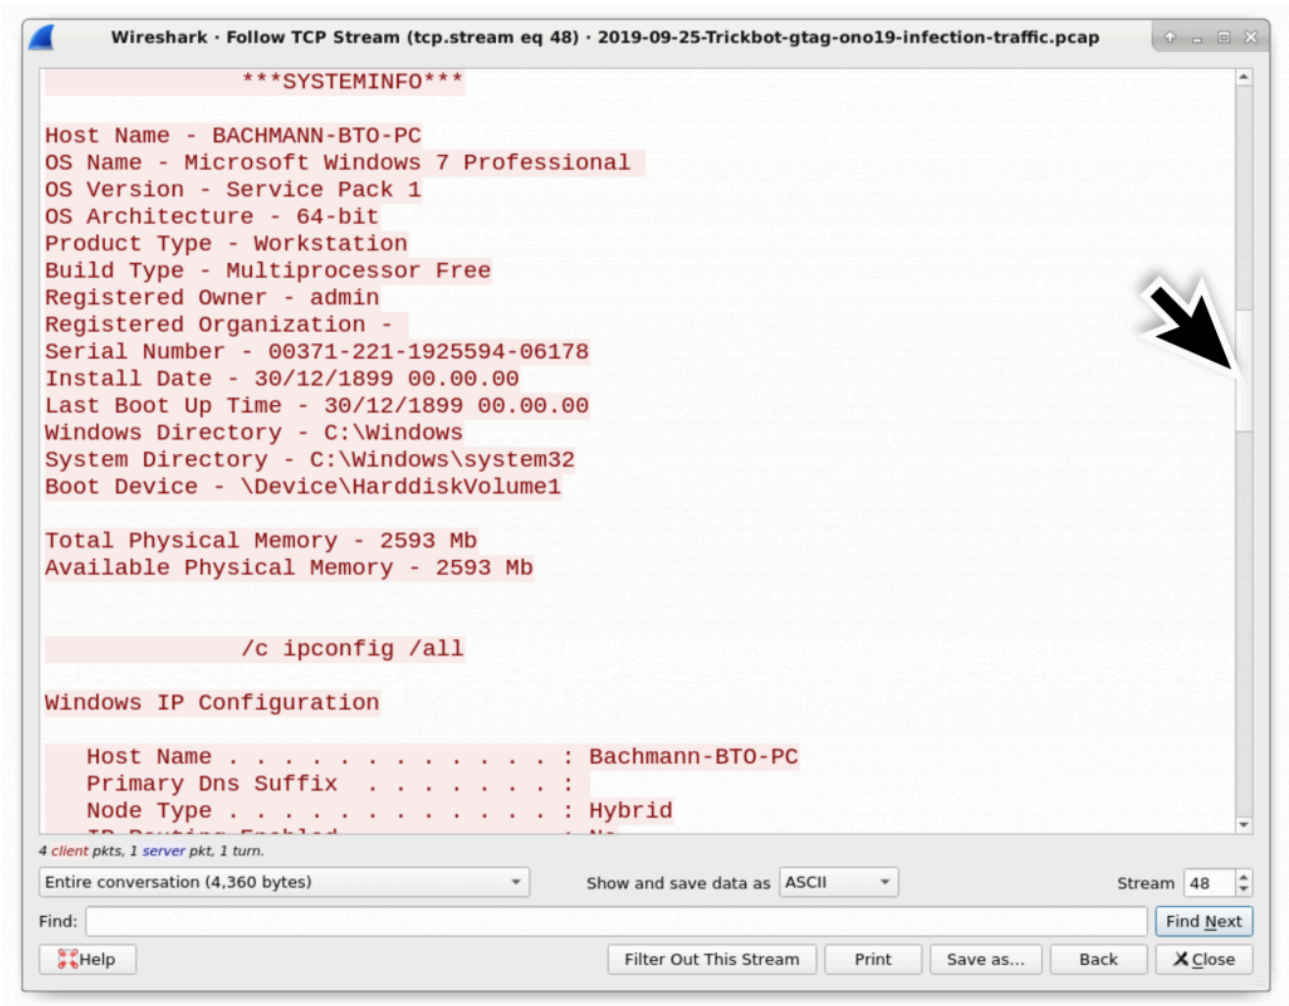 Wireshark · Follow TCP Stream (tcp.stream eq 48) · 2019-09-25-Trickbot-gtag-ono19-infection-traffic.pcap
***SYSTEMINFO***
Host Name - BACHMANN-BTO-PC
OS Name - Microsoft Windows 7 Professional
OS Version - Service Pack 1
OS Architecture - 64-bit
Product Type - Workstation
Build Type - Multiprocessor Free
Registered Owner - admin
Registered Organization -
Serial Number - 00371-221-1925594-06178
Install Date - 30/12/1899 00.00.00
Last Boot Up Time - 30/12/1899 00.00.00
Windows Directory - C:\Windows
System Directory - C:\Windows\system32
Boot Device - \Device\HarddiskVolume1
Total Physical Memory - 2593 Mb
Available Physical Memory - 2593 Mb
/c ipconfig /all
Windows IP Configuration
Host Name . . . . . . . . . . . . : Bachmann-BTO-PC
Primary Dns Suffix  . . . . . . . :
Node Type . . . . . . . . . . . . : Hybrid
IP Routing Enabled. . . . . . . . : No
4 client pkts, 1 server pkt, 1 turn.
Entire conversation (4,360 bytes) Show and save data as ASCII Stream 48
Find: Find Next
Help Filter Out This Stream Print Save as... Back Close